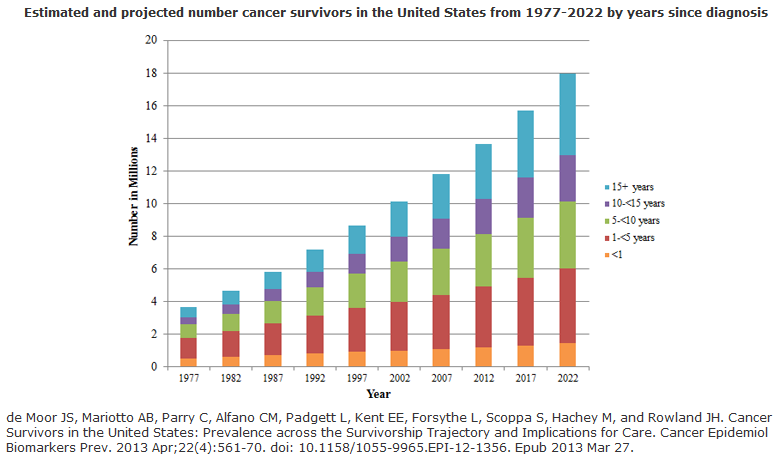 Estimated and projected number cancer survivors in the United States from 1977-2022 by years since diagnosis
20
18
16
14
12
10
8
6
4
2
0
Number in Millions
1977 1982 1987 1992 1997 2002 2007 2012 2017 2022
Year
15+ years
10-<15 years
5-<10 years
1-<5 years
<1
de Moor JS, Mariotto AB, Parry C, Alfano CM, Padgett L, Kent EE, Forsythe L, Scoppa S, Hachey M, and Rowland JH. Cancer
Survivors in the United States: Prevalence across the Survivorship Trajectory and Implications for Care. Cancer Epidemiol
Biomarkers Prev. 2013 Apr;22(4):561-70. doi: 10.1158/1055-9965.EPI-12-1356. Epub 2013 Mar 27.